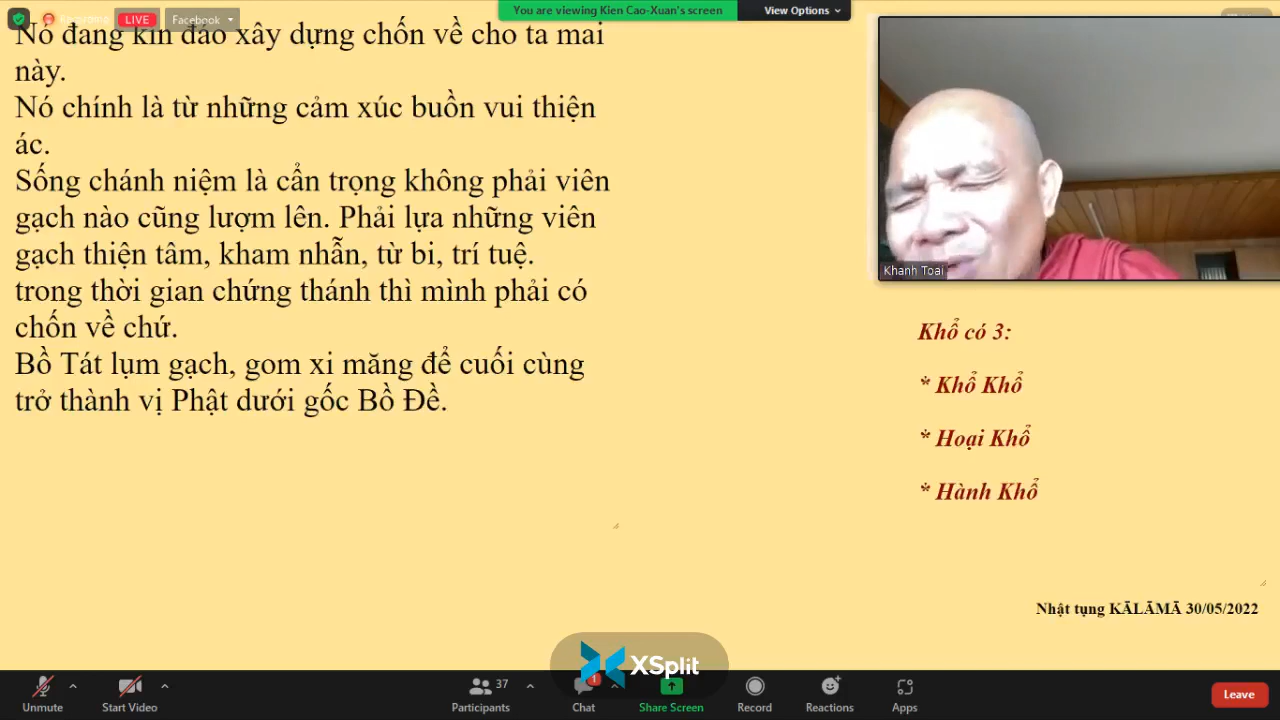 Recording
LIVE
Facebook
You are viewing Kien Cao-Xuan's screen
View Options
Nó đang kín đáo xây dựng chốn về cho ta mai
này.
Nó chính là từ những cảm xúc buồn vui thiện
ác.
Sống chánh niệm là cẩn trọng không phải viên
gạch nào cũng lượm lên. Phải lựa những viên
gạch thiện tâm, kham nhẫn, từ bi, trí tuệ.
trong thời gian chứng thánh thì mình phải có
chốn về chứ.
Bồ Tát lụm gạch, gom xi măng để cuối cùng
trở thành vị Phật dưới gốc Bồ Đề.
Khanh Toai
Khổ có 3:
* Khổ Khổ
* Hoại Khổ
* Hành Khổ
Nhật tụng KĀLĀMĀ 30/05/2022
XSplit
Unmute
Start Video
37
Participants
1
Chat
Share Screen
Record
Reactions
Apps
Leave